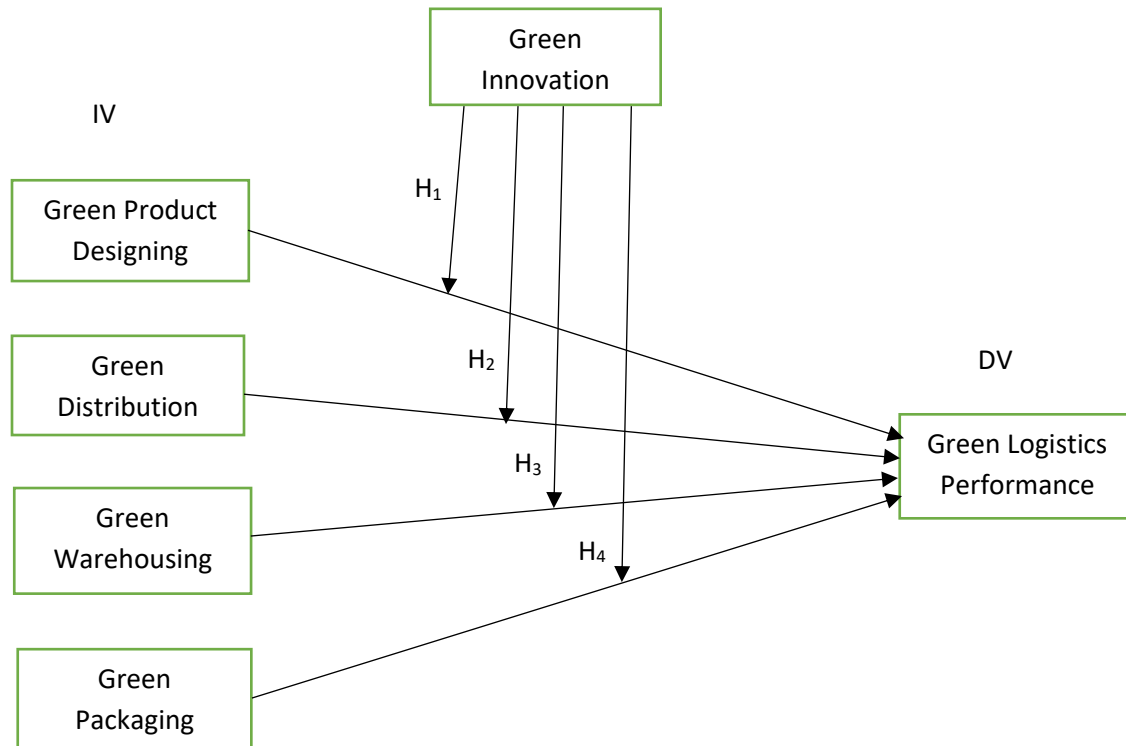 Green
Innovation
IV
H₁
Green Product
Designing
H₂
Green
Distribution
DV
H₃
Green Logistics
Performance
Green
Warehousing
H₄
Green
Packaging